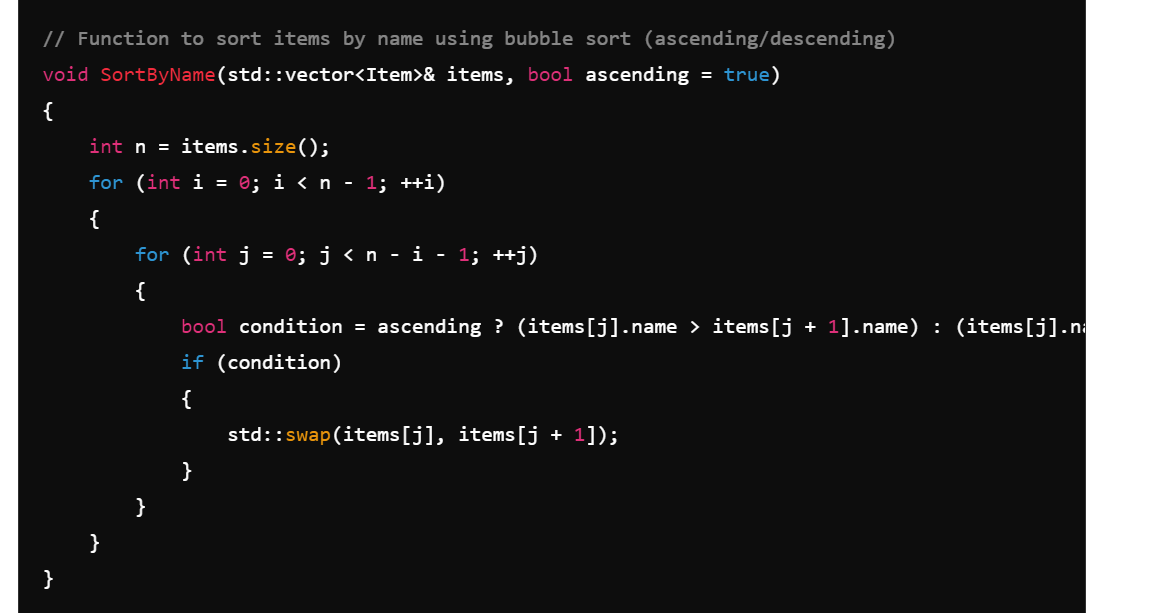 // Function to sort items by name using bubble sort (ascending/descending)
void SortByName(std::vector<Item>& items, bool ascending = true)
{
    int n = items.size();
    for (int i = 0; i < n - 1; ++i)
    {
        for (int j = 0; j < n - i - 1; ++j)
        {
            bool condition = ascending ? (items[j].name > items[j + 1].name) : (items[j].
            if (condition)
            {
                std::swap(items[j], items[j + 1]);
            }
        }
    }
}